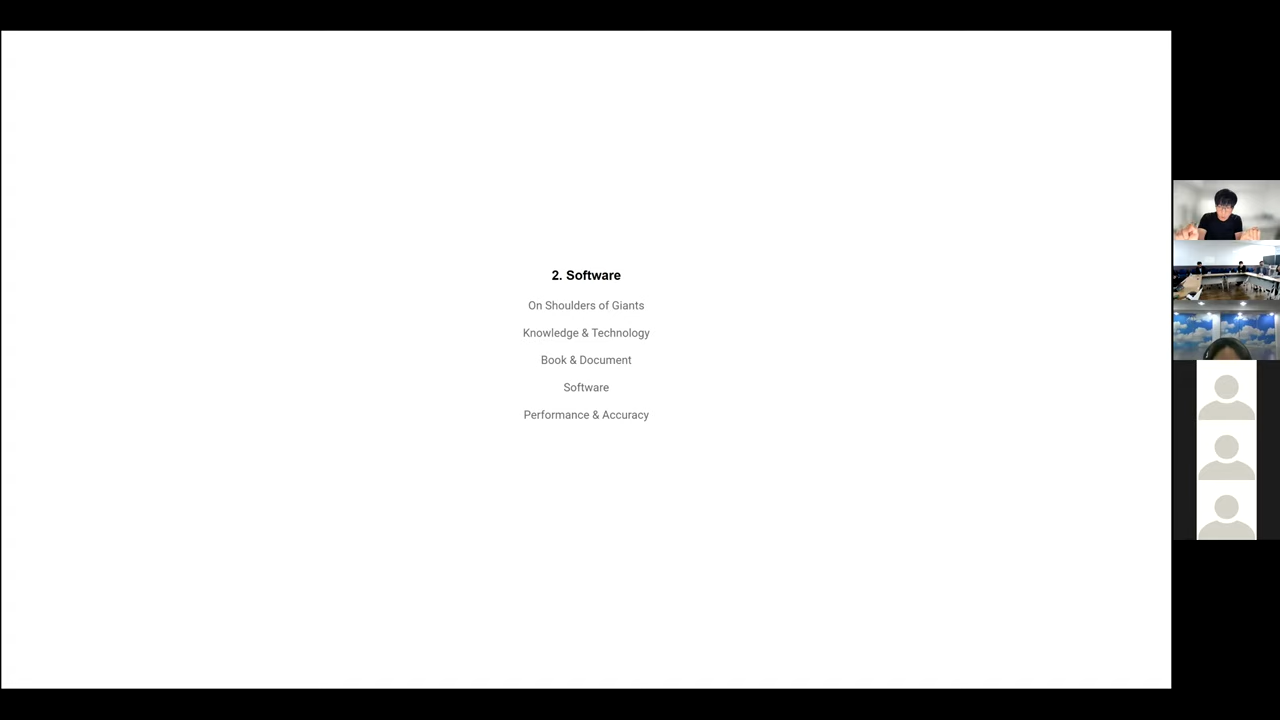 2. Software
On Shoulders of Giants
Knowledge & Technology
Book & Document
Software
Performance & Accuracy